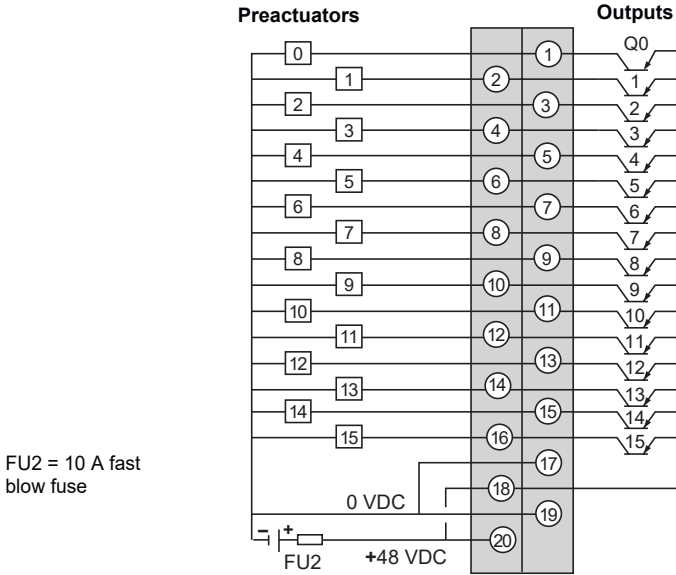 Preactuators Outputs
0 1 Q0
1 2 1
2 3 2
3 4 3
4 5 4
5 6 5
6 7 6
7 8 7
8 9 8
9 10 9
10 11 10
11 12 11
12 13 12
13 14 13
14 15 14
15 16 15
FU2 = 10 A fast
blow fuse
17
18
0 VDC
19
- +
20
FU2
+48 VDC